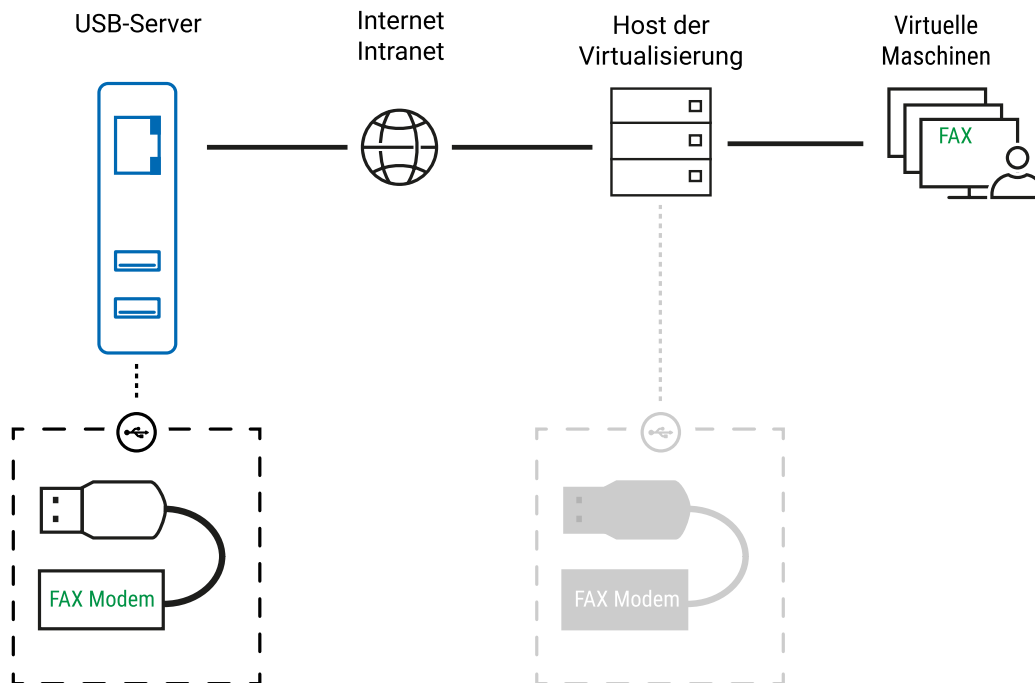 USB-Server
Internet
Intranet
Host der
Virtualisierung
Virtuelle
Maschinen
FAX
FAX Modem
FAX Modem